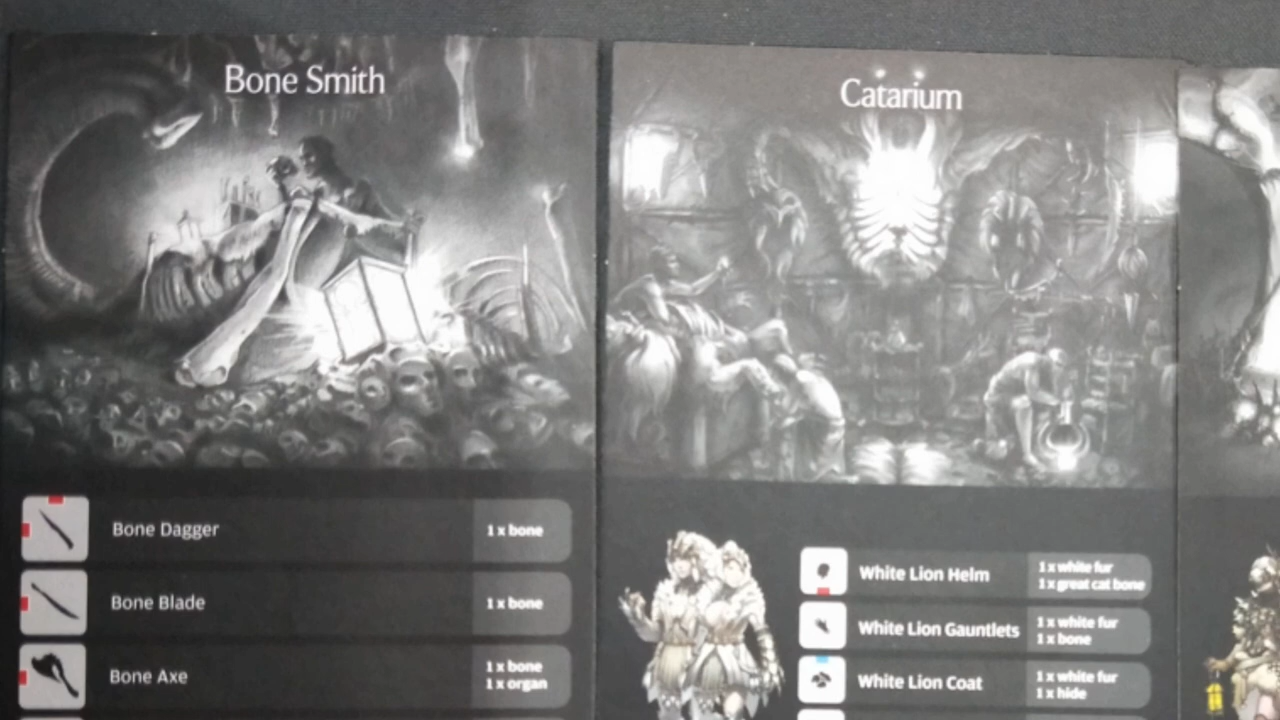 Bone Smith
Bone Dagger
1 x bone
Bone Blade
1 x bone
Bone Axe
1 x bone
1 x organ
Catarium
White Lion Helm
1 x white fur
1 x great cat bone
White Lion Gauntlets
1 x white fur
1 x bone
White Lion Coat
1 x white fur
1 x hide